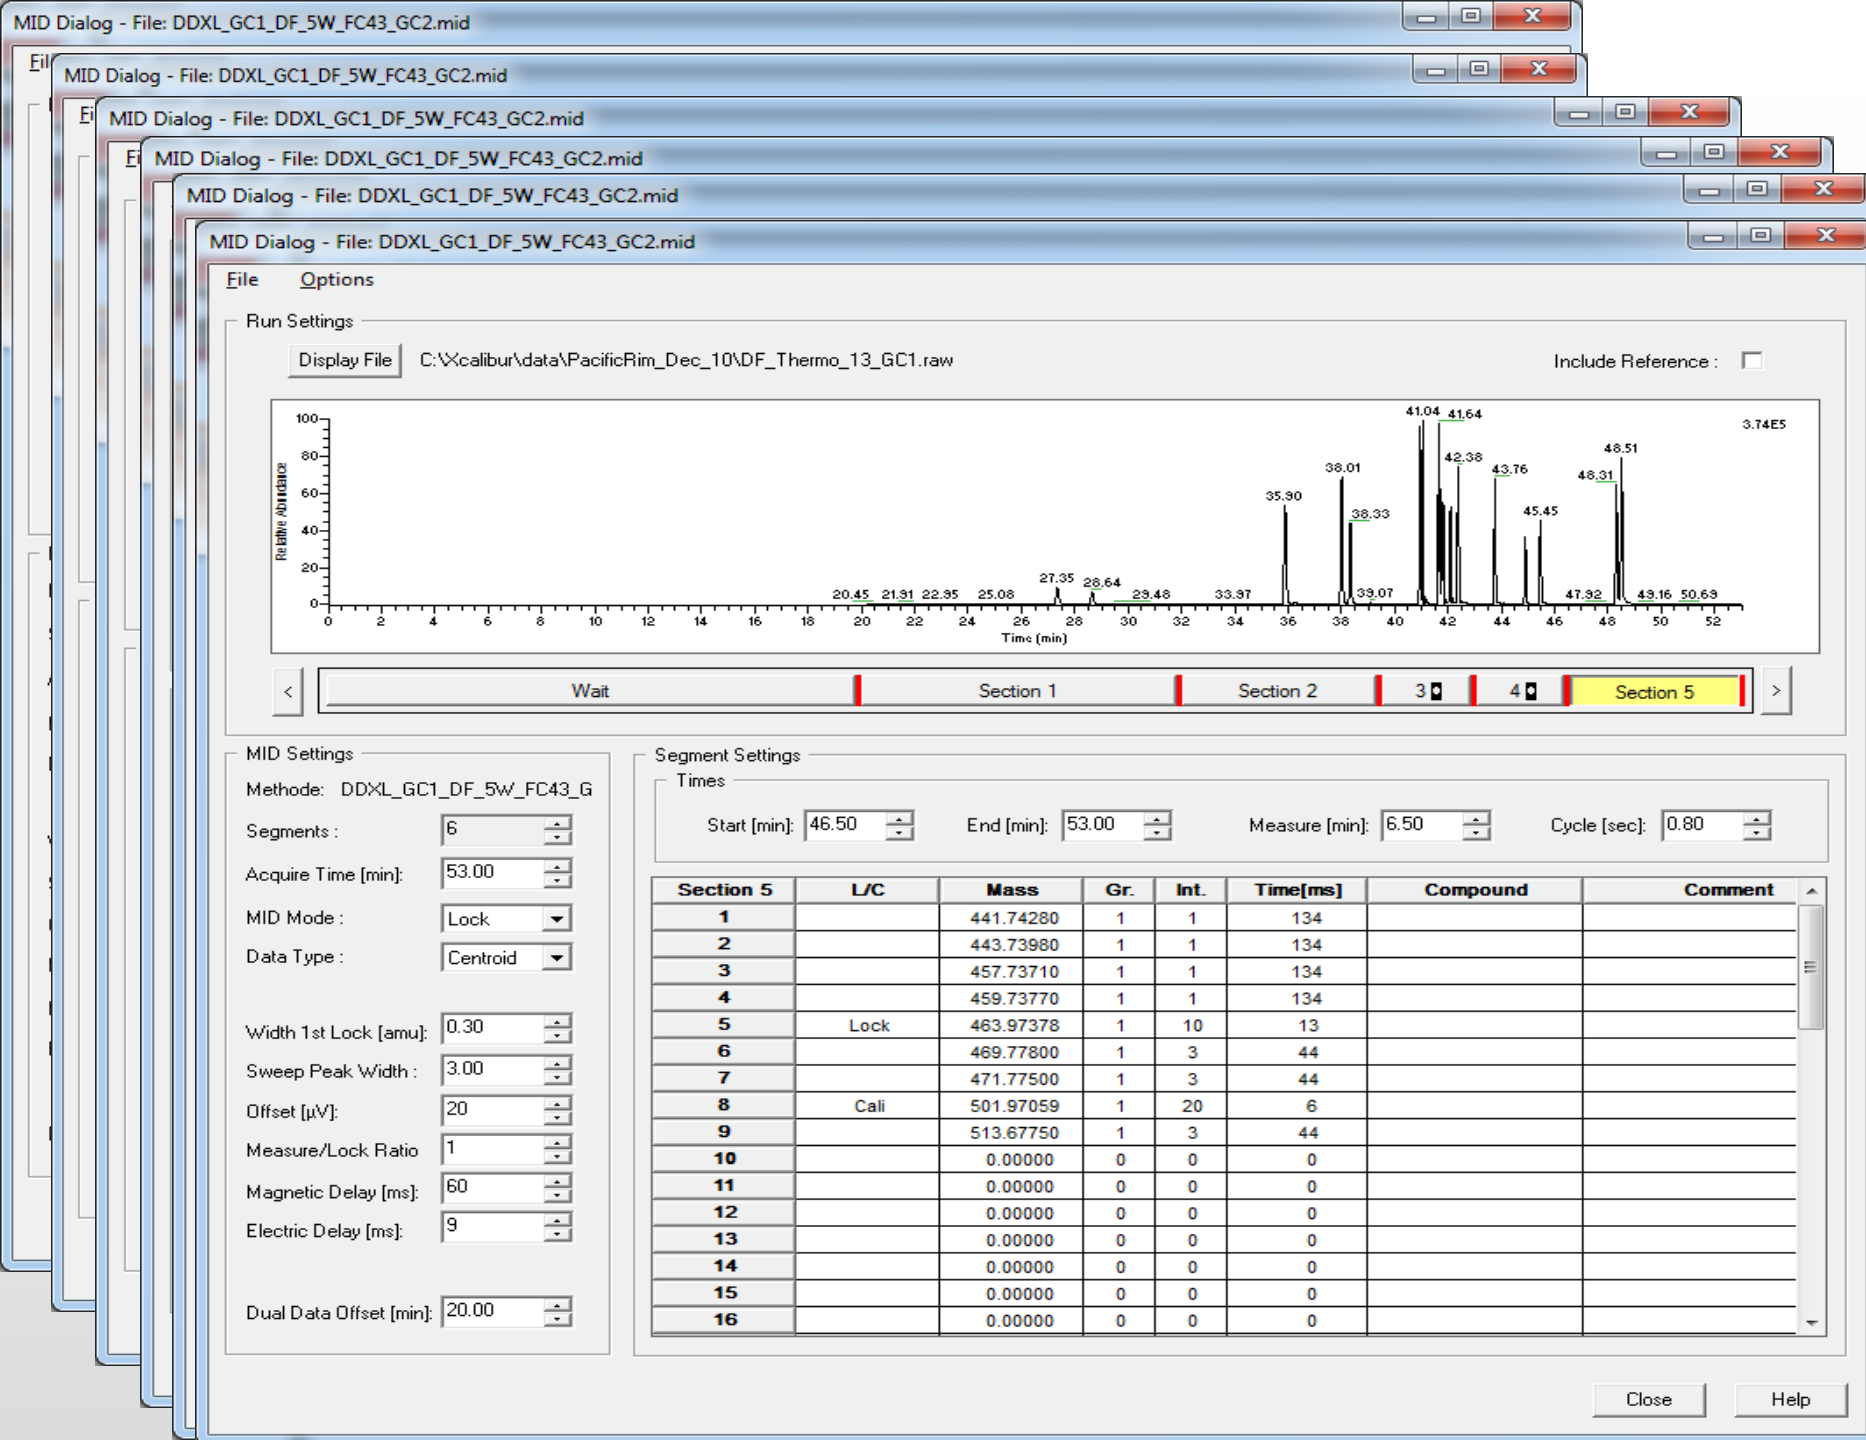 MID Dialog - File: DDXL_GC1_DF_5W_FC43_GC2.mid
Fil
MID Dialog - File: DDXL_GC1_DF_5W_FC43_GC2.mid
Fi
MID Dialog - File: DDXL_GC1_DF_5W_FC43_GC2.mid
Fi
MID Dialog - File: DDXL_GC1_DF_5W_FC43_GC2.mid
MID Dialog - File: DDXL_GC1_DF_5W_FC43_GC2.mid
MID Dialog - File: DDXL_GC1_DF_5W_FC43_GC2.mid
File Options
Run Settings
Display File C:\Xcalibur\data\PacificRim_Dec_10\DF_Thermo_13_GC1.raw Include Reference :
3.74E5
Relative Abundance
100
80
60
40
20
0
20.45 21.91 22.95 25.08 27.35 28.64 29.48 33.97 35.90 38.01 38.33 39.07 41.04 41.64 42.38 43.76 45.45 47.92 48.31 48.51 49.16 50.69
0 2 4 6 8 10 12 14 16 18 20 22 24 26 28 30 32 34 36 38 40 42 44 46 48 50 52
Time (min)
< Wait Section 1 Section 2 3 4 Section 5 >
MID Settings
Methode: DDXL_GC1_DF_5W_FC43_G
Segments : 6
Acquire Time [min]: 53.00
MID Mode : Lock
Data Type : Centroid
Width 1st Lock [amu]: 0.30
Sweep Peak Width : 3.00
Offset [µV]: 20
Measure/Lock Ratio 1
Magnetic Delay [ms]: 60
Electric Delay [ms]: 9
Dual Data Offset [min]: 20.00
Segment Settings
Times
Start [min]: 46.50 End [min]: 53.00 Measure [min]: 6.50 Cycle [sec]: 0.80
Section 5 L/C Mass Gr. Int. Time[ms] Compound Comment
1 441.74280 1 1 134
2 443.73980 1 1 134
3 457.73710 1 1 134
4 459.73770 1 1 134
5 Lock 463.97378 1 10 13
6 469.77800 1 3 44
7 471.77500 1 3 44
8 Cali 501.97059 1 20 6
9 513.67750 1 3 44
10 0.00000 0 0 0
11 0.00000 0 0 0
12 0.00000 0 0 0
13 0.00000 0 0 0
14 0.00000 0 0 0
15 0.00000 0 0 0
16 0.00000 0 0 0
Close Help